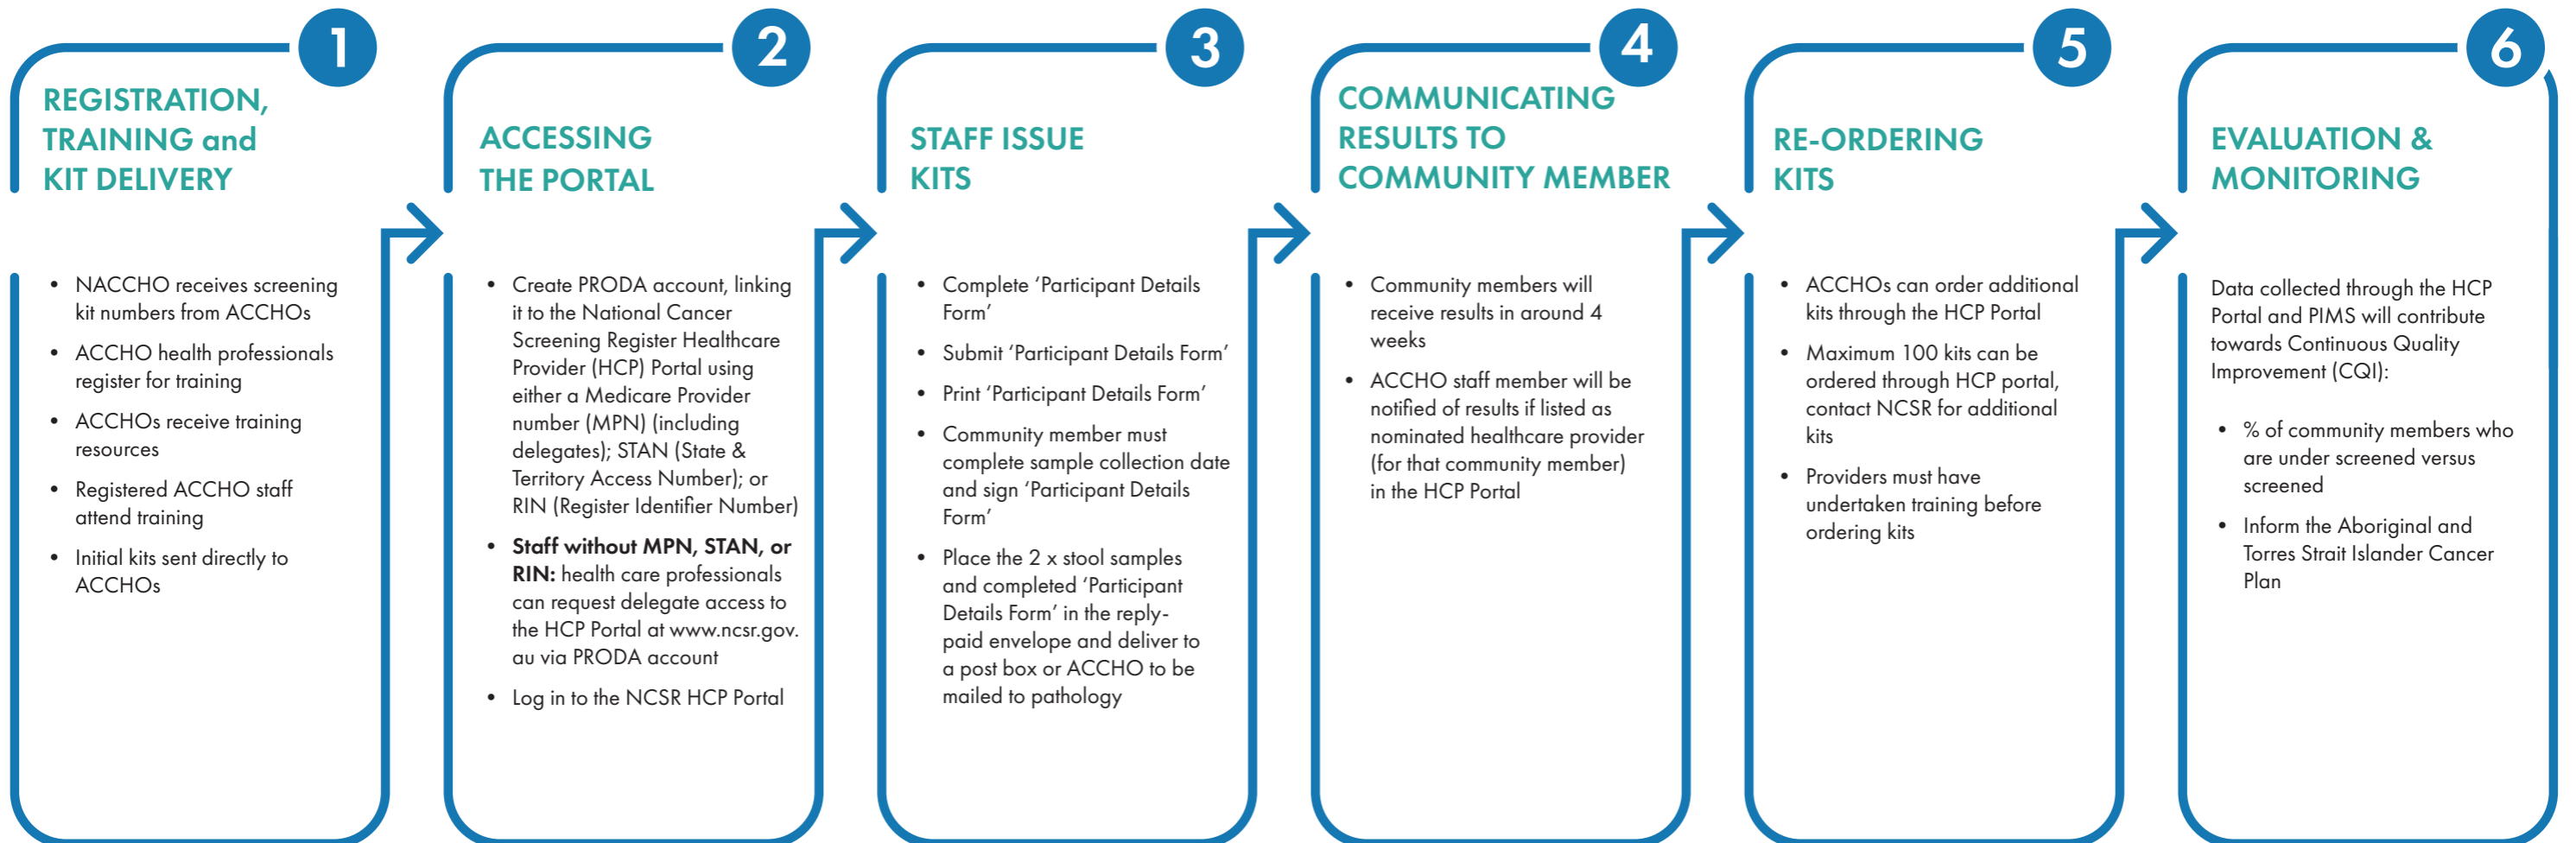 1
REGISTRATION,
TRAINING and
KIT DELIVERY
• NACCHO receives screening
kit numbers from ACCHOs
• ACCHO health professionals
register for training
• ACCHOs receive training
resources
• Registered ACCHO staff
attend training
• Initial kits sent directly to
ACCHOs
2
ACCESSING
THE PORTAL
• Create PRODA account, linking
it to the National Cancer
Screening Register Healthcare
Provider (HCP) Portal using
either a Medicare Provider
number (MPN) (including
delegates); STAN (State &
Territory Access Number); or
RIN (Register Identifier Number)
• Staff without MPN, STAN, or
RIN: health care professionals
can request delegate access to
the HCP Portal at www.ncsr.gov.
au via PRODA account
• Log in to the NCSR HCP Portal
3
STAFF ISSUE
KITS
• Complete ‘Participant Details
Form’
• Submit ‘Participant Details Form’
• Print ‘Participant Details Form’
• Community member must
complete sample collection date
and sign ‘Participant Details
Form’
• Place the 2 x stool samples
and completed ‘Participant
Details Form’ in the reply-
paid envelope and deliver to
a post box or ACCHO to be
mailed to pathology
4
COMMUNICATING
RESULTS TO
COMMUNITY MEMBER
• Community members will
receive results in around 4
weeks
• ACCHO staff member will be
notified of results if listed as
nominated healthcare provider
(for that community member)
in the HCP Portal
5
RE-ORDERING
KITS
• ACCHOs can order additional
kits through the HCP Portal
• Maximum 100 kits can be
ordered through HCP portal,
contact NCSR for additional
kits
• Providers must have
undertaken training before
ordering kits
6
EVALUATION &
MONITORING
Data collected through the HCP
Portal and PIMS will contribute
towards Continuous Quality
Improvement (CQI):
• % of community members who
are under screened versus
screened
• Inform the Aboriginal and
Torres Strait Islander Cancer
Plan